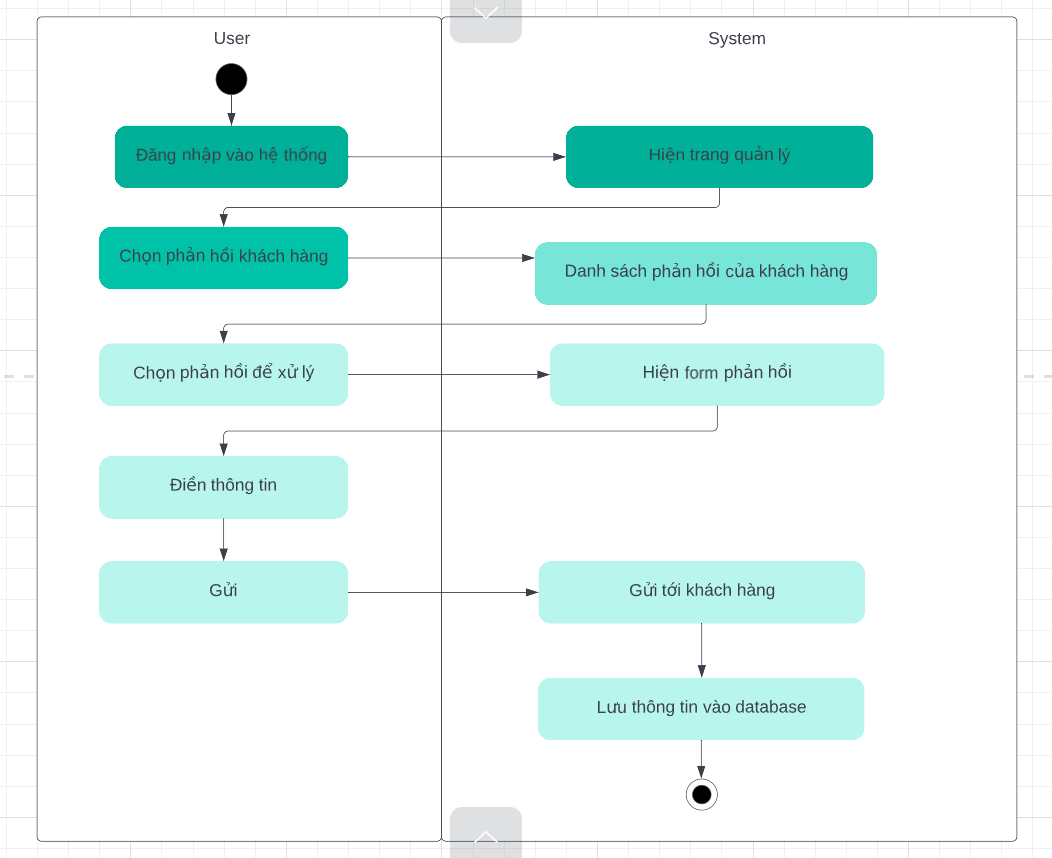 User
System
Đăng nhập vào hệ thống
Hiện trang quản lý
Chọn phản hồi khách hàng
Danh sách phản hồi của khách hàng
Chọn phản hồi để xử lý
Hiện form phản hồi
Điền thông tin
Gửi
Gửi tới khách hàng
Lưu thông tin vào database